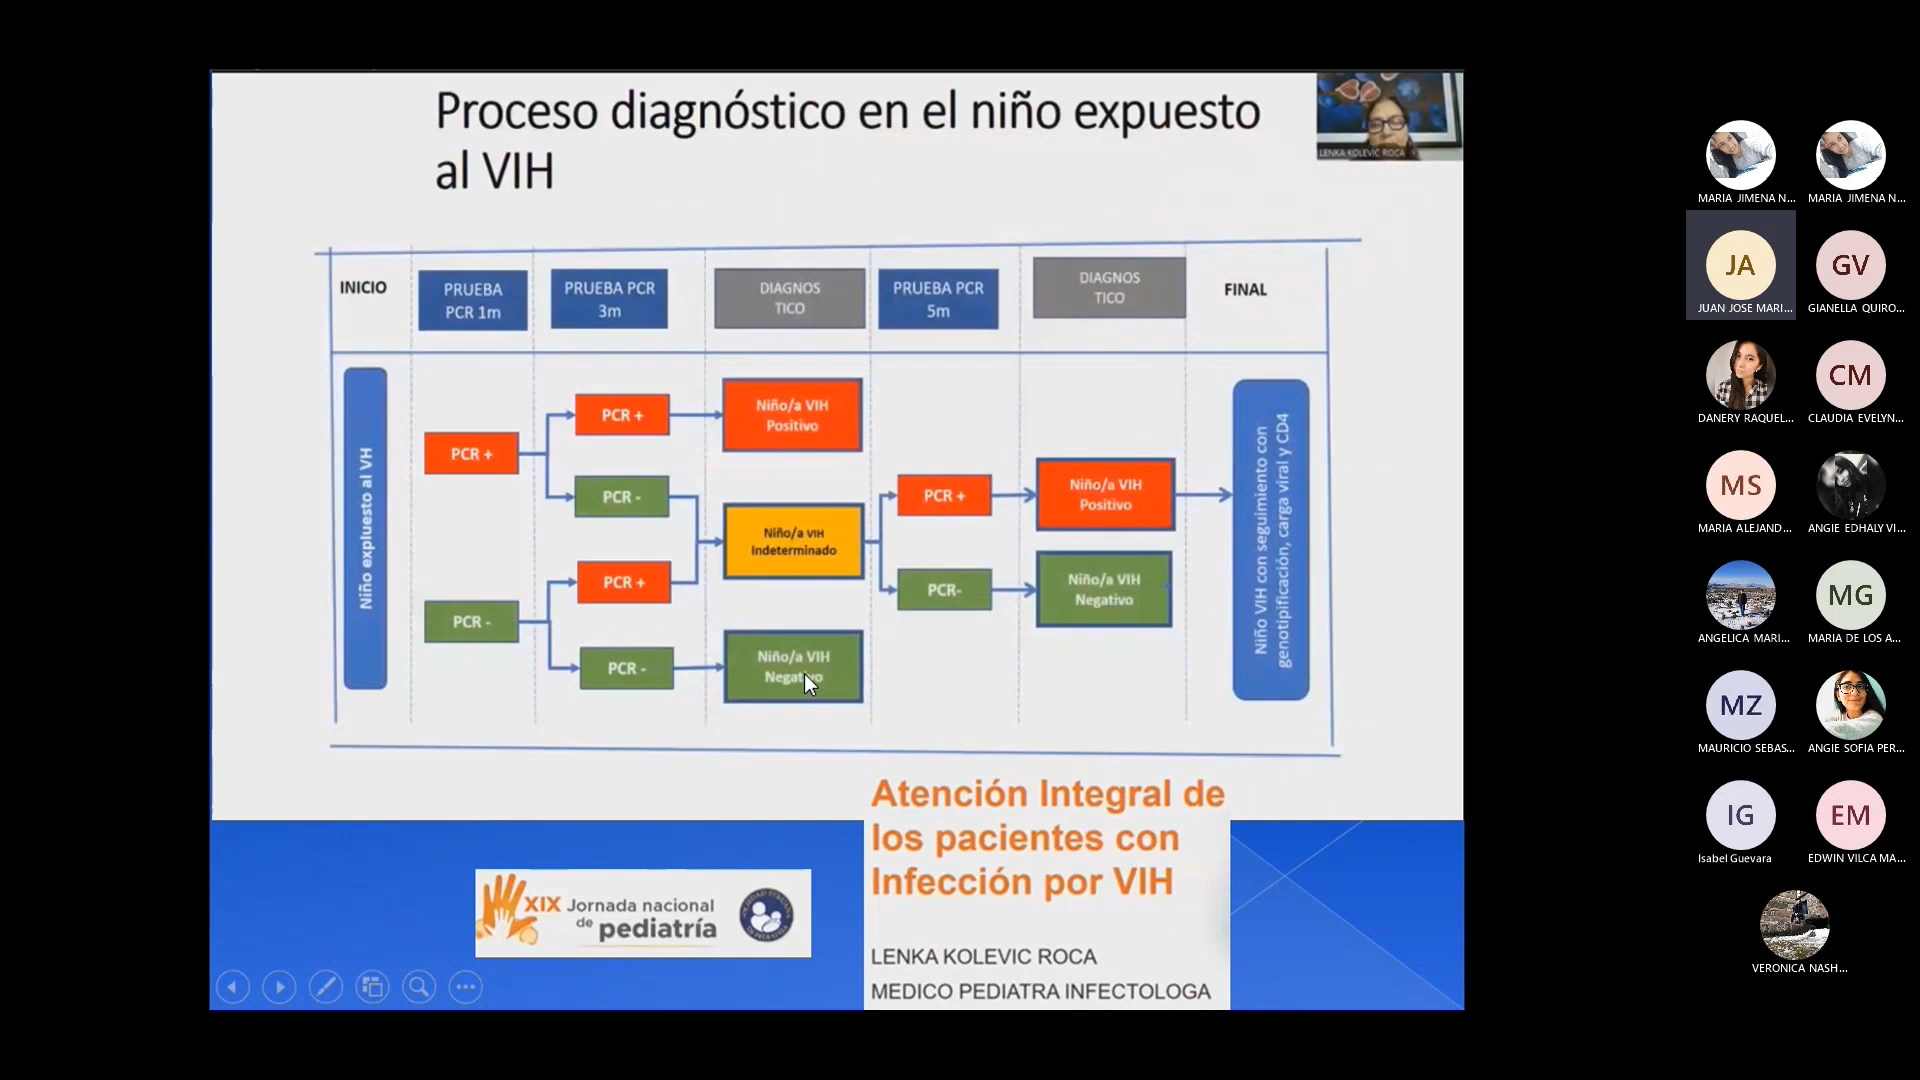 Proceso diagnóstico en el niño expuesto
al VIH
LENKA KOLEVIC ROCA
INICIO
PRUEBA
PCR 1m
PRUEBA PCR
3m
DIAGNOS
TICO
PRUEBA PCR
5m
DIAGNOS
TICO
FINAL
Niño expluesto al VH
PCR +
PCR -
PCR +
PCR -
PCR +
PCR -
Niño/a VIH
Positivo
Niño/a VIH
Indeterminado
Niño/a VIH
Negativo
PCR +
PCR-
Niño/a VIH
Positivo
Niño/a VIH
Negativo
Niño VIH con seguimiento con
genotipificación, carga viral y CD4
XIX Jornada nacional
de pediatría
Atención Integral de
los pacientes con
Infección por VIH
LENKA KOLEVIC ROCA
MEDICO PEDIATRA INFECTOLOGA
MARIA JIMENA N...
MARIA JIMENA N...
JA
JUAN JOSE MARI...
GV
GIANELLA QUIRO...
DANERY RAQUEL...
CM
CLAUDIA EVELYN...
MS
MARIA ALEJAND...
ANGIE EDHALY VI...
ANGELICA MARI...
MG
MARIA DE LOS A...
MZ
MAURICIO SEBAS...
ANGIE SOFIA PER...
IG
Isabel Guevara
EM
EDWIN VILCA MA...
VERONICA NASH...